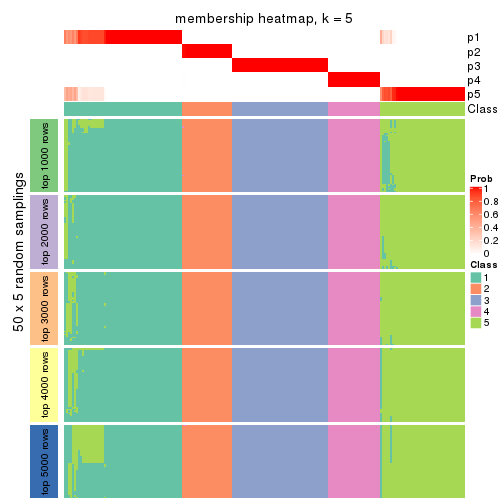 membership heatmap, k = 5
p1
p2
p3
p4
p5
Class
50 x 5 random samplings
top 1000 rows
top 2000 rows
top 3000 rows
top 4000 rows
top 5000 rows
Prob
1
0.8
0.6
0.4
0.2
0
Class
1
2
3
4
5